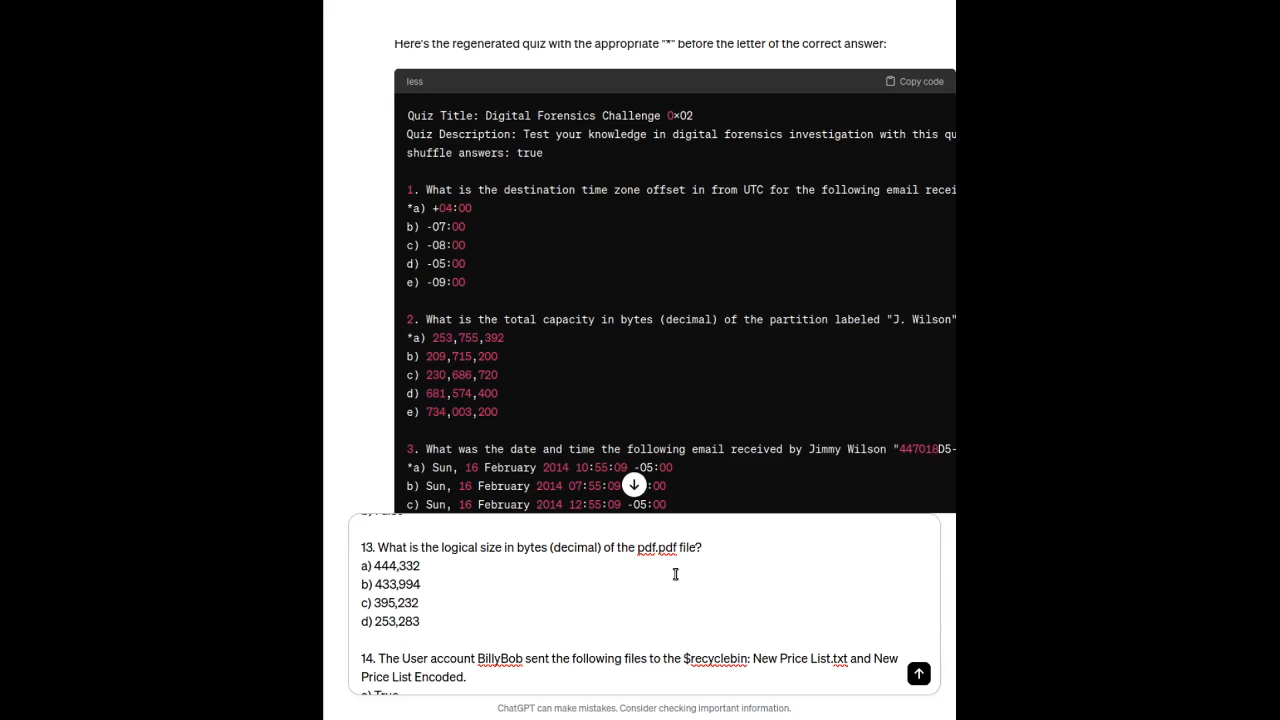 Here's the regenerated quiz with the appropriate "*" before the letter of the correct answer:
less
Copy code
Quiz Title: Digital Forensics Challenge 0×02
Quiz Description: Test your knowledge in digital forensics investigation with this qu
shuffle answers: true
1. What is the destination time zone offset in from UTC for the following email recei
*a) +04:00
b) -07:00
c) -08:00
d) -05:00
e) -09:00
2. What is the total capacity in bytes (decimal) of the partition labeled "J. Wilson"
*a) 253,755,392
b) 209,715,200
c) 230,686,720
d) 681,574,400
e) 734,003,200
3. What was the date and time the following email received by Jimmy Wilson "447018D5-
*a) Sun, 16 February 2014 10:55:09 -05:00
b) Sun, 16 February 2014 07:55:09 :00
c) Sun, 16 February 2014 12:55:09 -05:00
13. What is the logical size in bytes (decimal) of the pdf.pdf file?
a) 444,332
b) 433,994
c) 395,232
d) 253,283
14. The User account BillyBob sent the following files to the $recyclebin: New Price List.txt and New
Price List Encoded.
a) True
ChatGPT can make mistakes. Consider checking important information.